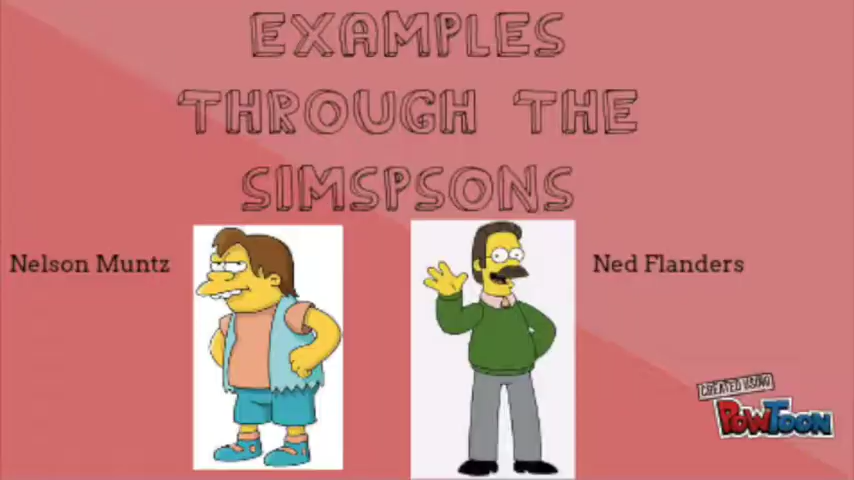 EXAMPLES
THROUGH THE
SIMSPSONS
Nelson Muntz
Ned Flanders
CREATED USING
POWTOON